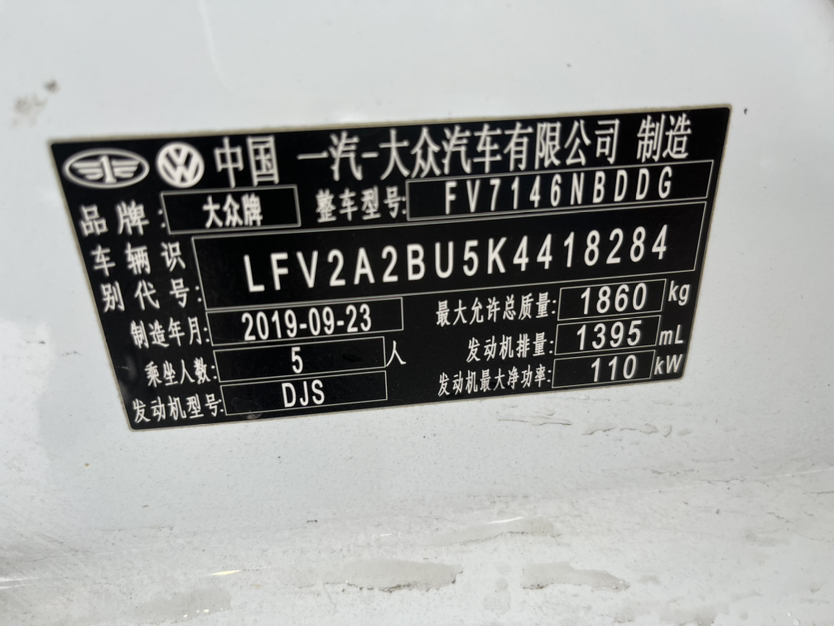 中国 一汽-大众汽车有限公司 制造
品牌: 大众牌 整车型号: FV7146NBDDG
车辆识别代号: LFV2A2BU5K4418284
制造年月: 2019-09-23 最大允许总质量: 1860 kg
乘坐人数: 5 人 发动机排量: 1395 mL
发动机型号: DJS 发动机最大净功率: 110 kW